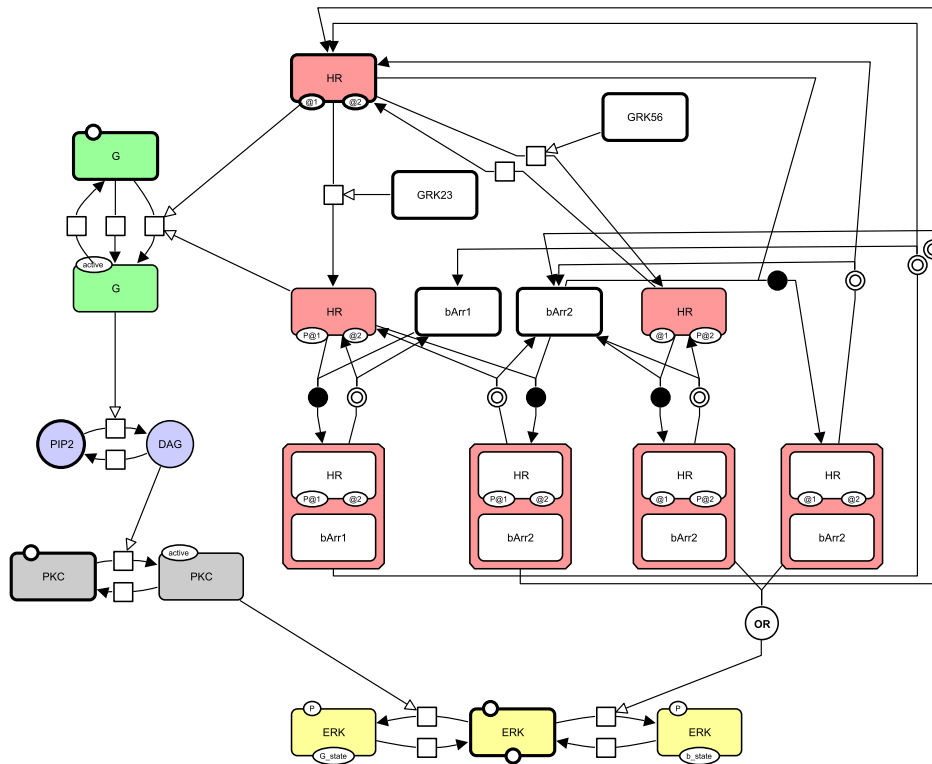 HR
@1 @2
GRK56
G
GRK23
active
G
HR
P@1 @2
bArr1
bArr2
HR
@1 P@2
PIP2
DAG
HR
P@1 @2
bArr1
HR
P@1 @2
bArr2
HR
@1 P@2
bArr2
HR
@1 @2
bArr2
PKC
active
PKC
OR
P
ERK
G_state
ERK
P
ERK
b_state